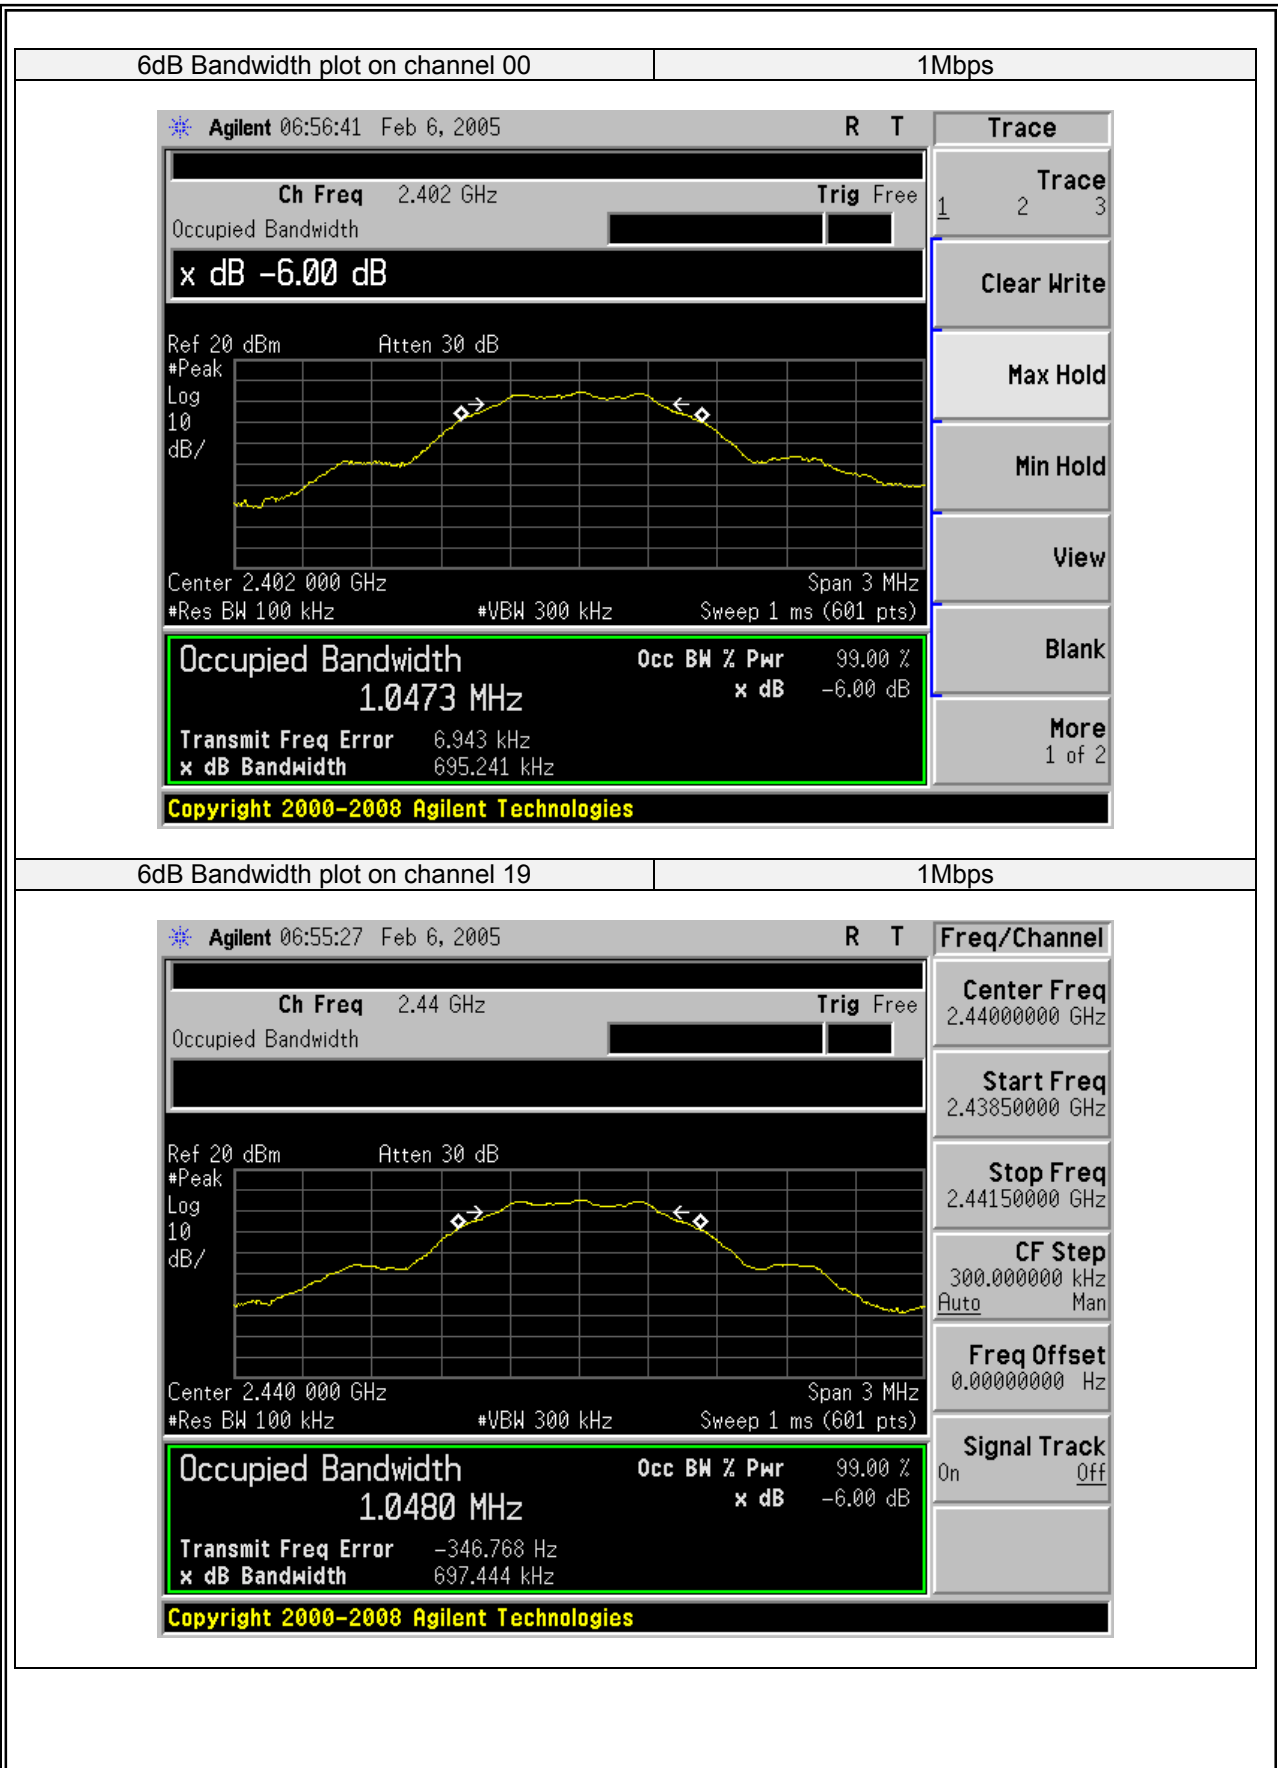 6dB Bandwidth plot on channel 00 1Mbps
Agilent 06:56:41 Feb 6, 2005 R T Trace
Ch Freq 2.402 GHz Trig Free
Occupied Bandwidth
Trace
1 2 3
x dB -6.00 dB
Clear Write
Ref 20 dBm Atten 30 dB
#Peak
Log
10
dB/
Max Hold
Min Hold
View
Center 2.402 000 GHz Span 3 MHz
#Res BW 100 kHz #VBW 300 kHz Sweep 1 ms (601 pts)
Blank
Occupied Bandwidth Occ BW % Pwr 99.00 %
1.0473 MHz x dB -6.00 dB
Transmit Freq Error 6.943 kHz
x dB Bandwidth 695.241 kHz
More
1 of 2
Copyright 2000-2008 Agilent Technologies
6dB Bandwidth plot on channel 19 1Mbps
Agilent 06:55:27 Feb 6, 2005 R T Freq/Channel
Ch Freq 2.44 GHz Trig Free
Occupied Bandwidth
Center Freq
2.44000000 GHz
Start Freq
2.43850000 GHz
Ref 20 dBm Atten 30 dB
#Peak
Log
10
dB/
Stop Freq
2.44150000 GHz
CF Step
300.000000 kHz
Auto Man
Freq Offset
0.00000000 Hz
Center 2.440 000 GHz Span 3 MHz
#Res BW 100 kHz #VBW 300 kHz Sweep 1 ms (601 pts)
Signal Track
On Off
Occupied Bandwidth Occ BW % Pwr 99.00 %
1.0480 MHz x dB -6.00 dB
Transmit Freq Error -346.768 Hz
x dB Bandwidth 697.444 kHz
Copyright 2000-2008 Agilent Technologies